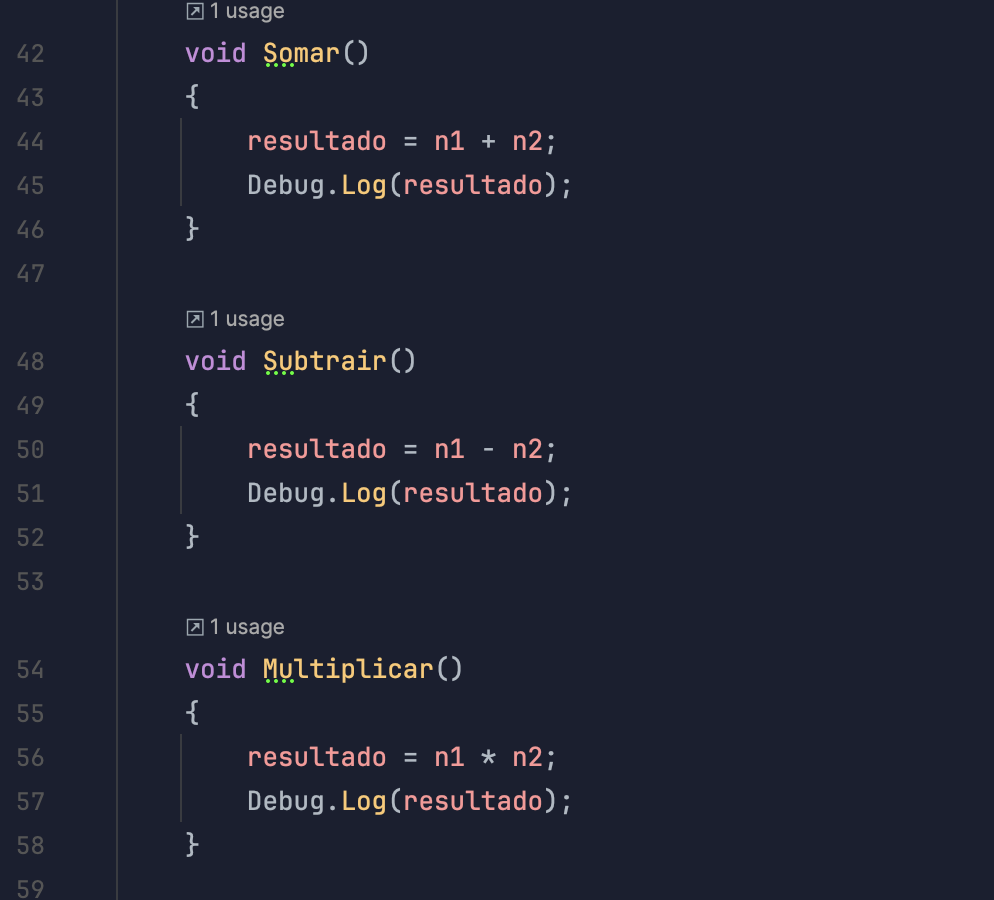 1 usage
42 void Somar()
43 {
44 resultado = n1 + n2;
45 Debug.Log(resultado);
46 }
47
1 usage
48 void Subtrair()
49 {
50 resultado = n1 - n2;
51 Debug.Log(resultado);
52 }
53
1 usage
54 void Multiplicar()
55 {
56 resultado = n1 * n2;
57 Debug.Log(resultado);
58 }
59